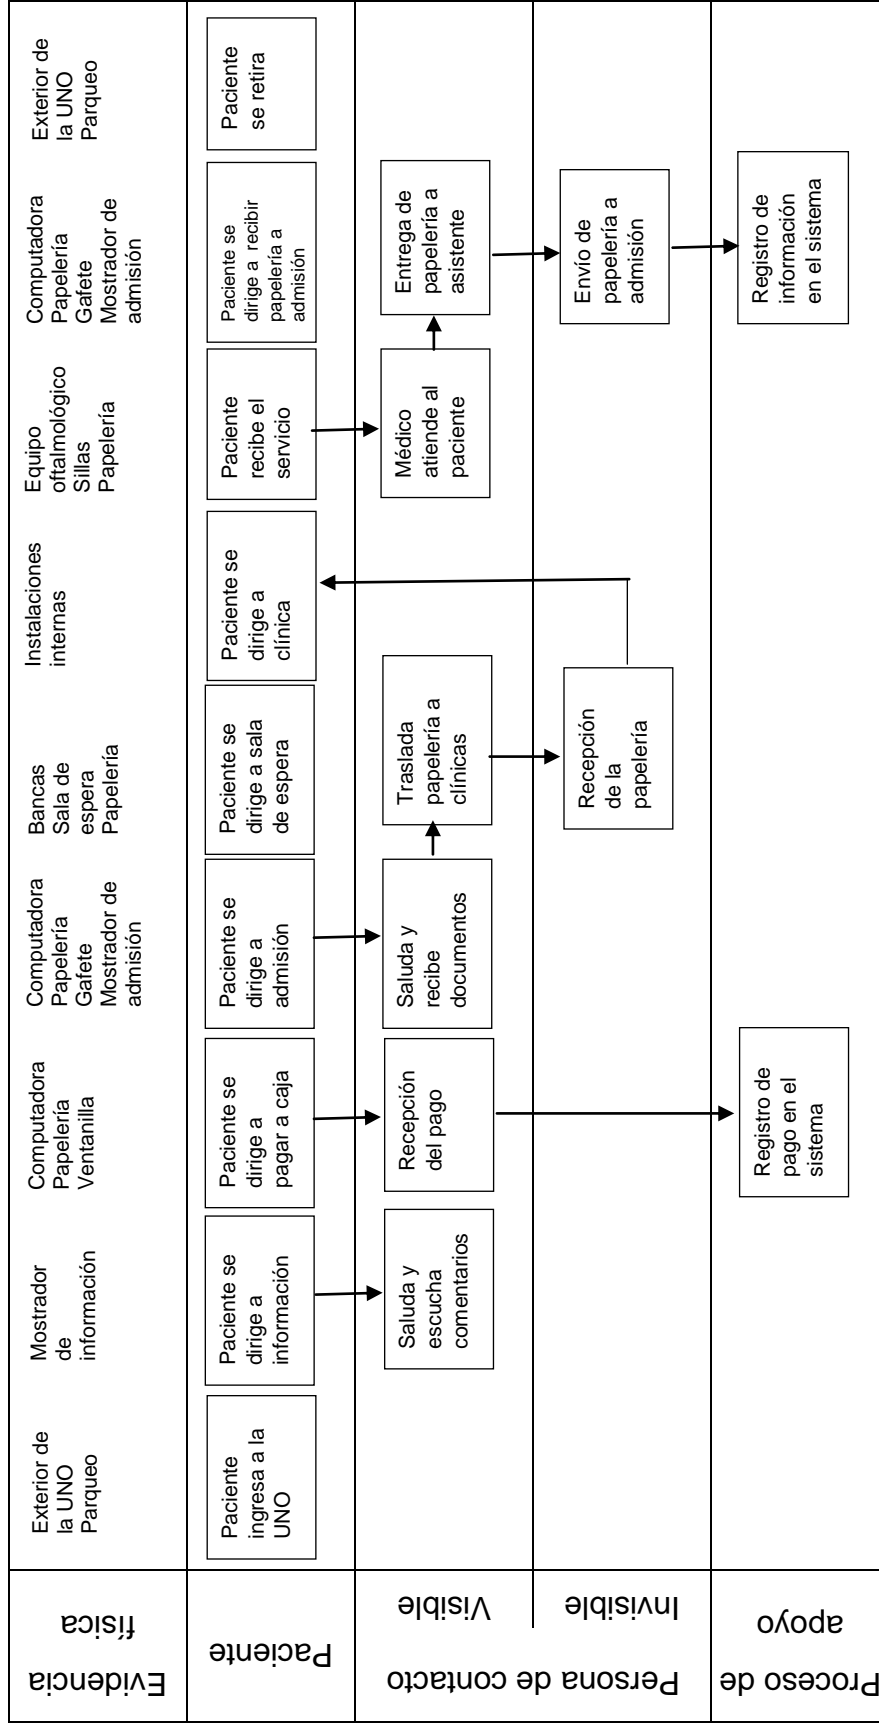 Evidencia
física
Exterior de
la UNO
Parqueo
Mostrador
de
información
Computadora
Papelería
Ventanilla
Computadora
Papelería
Gafete
Mostrador de
admisión
Bancas
Sala de
espera
Papelería
Instalaciones
internas
Equipo
oftalmológico
Sillas
Papelería
Computadora
Papelería
Gafete
Mostrador de
admisión
Exterior de
la UNO
Parqueo
Paciente
Paciente
ingresa a la
UNO
Paciente se
dirige a
información
Paciente se
dirige a
pagar a caja
Paciente se
dirige a
admisión
Paciente se
dirige a sala
de espera
Paciente se
dirige a
clínica
Paciente
recibe el
servicio
Paciente se
dirige a recibir
papelería a
admisión
Paciente
se retira
Persona de contacto
Visible
Saluda y
escucha
comentarios
Recepción
del pago
Saluda y
recibe
documentos
Traslada
papelería a
clínicas
Médico
atiende al
paciente
Entrega de
papelería a
asistente
Invisible
Recepción
de la
papelería
Envío de
papelería a
admisión
Proceso de
apoyo
Registro de
pago en el
sistema
Registro de
información
en el sistema